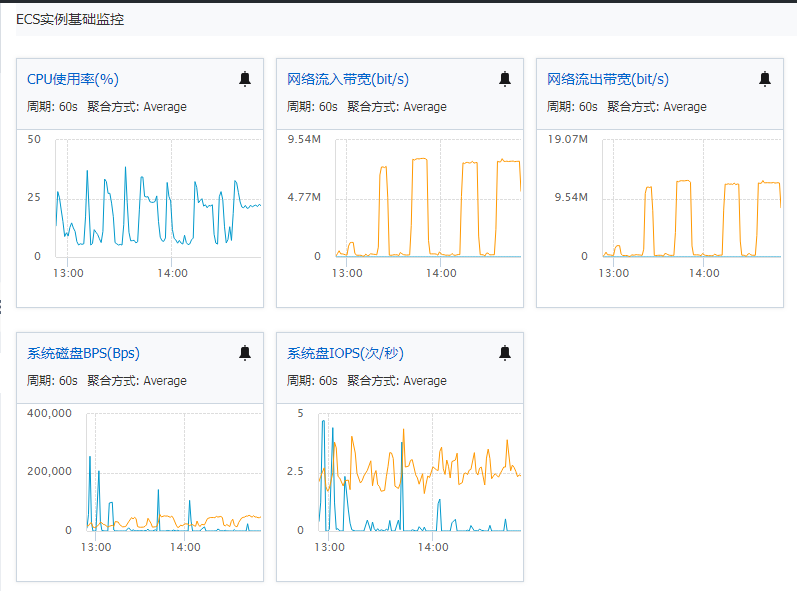 ECS实例基础监控
CPU使用率(%)
周期: 60s 聚合方式: Average
50
25
0
13:00 14:00
网络流入带宽(bit/s)
周期: 60s 聚合方式: Average
9.54M
4.77M
0
13:00 14:00
网络流出带宽(bit/s)
周期: 60s 聚合方式: Average
19.07M
9.54M
0
13:00 14:00
系统磁盘BPS(Bps)
周期: 60s 聚合方式: Average
400,000
200,000
0
13:00 14:00
系统盘IOPS(次/秒)
周期: 60s 聚合方式: Average
5
2.5
0
13:00 14:00